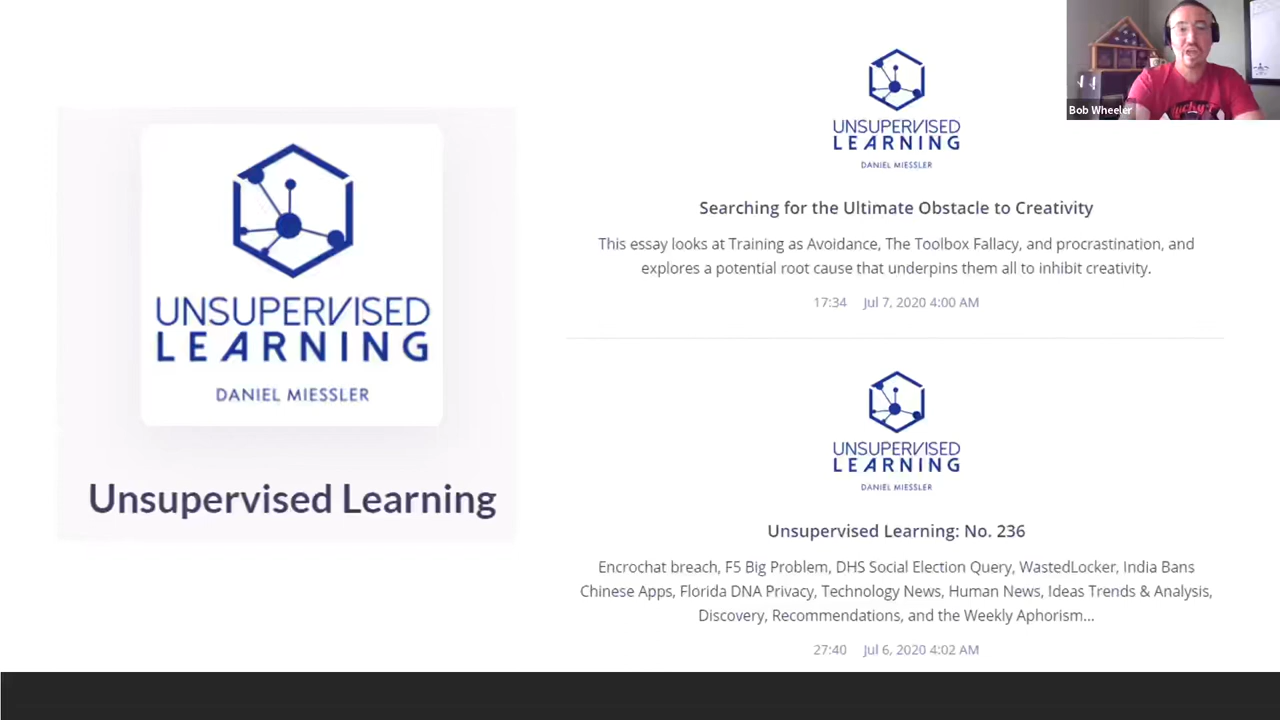 UNSUPERVISED
LEARNING
DANIEL MIESSLER
Unsupervised Learning
UNSUPERVISED
LEARNING
DANIEL MIESSLER
Searching for the Ultimate Obstacle to Creativity
This essay looks at Training as Avoidance, The Toolbox Fallacy, and procrastination, and
explores a potential root cause that underpins them all to inhibit creativity.
17:34 Jul 7, 2020 4:00 AM
UNSUPERVISED
LEARNING
DANIEL MIESSLER
Unsupervised Learning: No. 236
Encrochat breach, F5 Big Problem, DHS Social Election Query, WastedLocker, India Bans
Chinese Apps, Florida DNA Privacy, Technology News, Human News, Ideas Trends & Analysis,
Discovery, Recommendations, and the Weekly Aphorism...
27:40 Jul 6, 2020 4:02 AM
Bob Wheeler